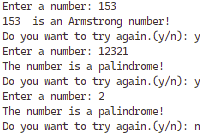 Enter a number: 153
153  is an Armstrong number!
Do you want to try again.(y/n): y
Enter a number: 12321
The number is a palindrome!
Do you want to try again.(y/n): y
Enter a number: 2
The number is a palindrome!
Do you want to try again.(y/n): n